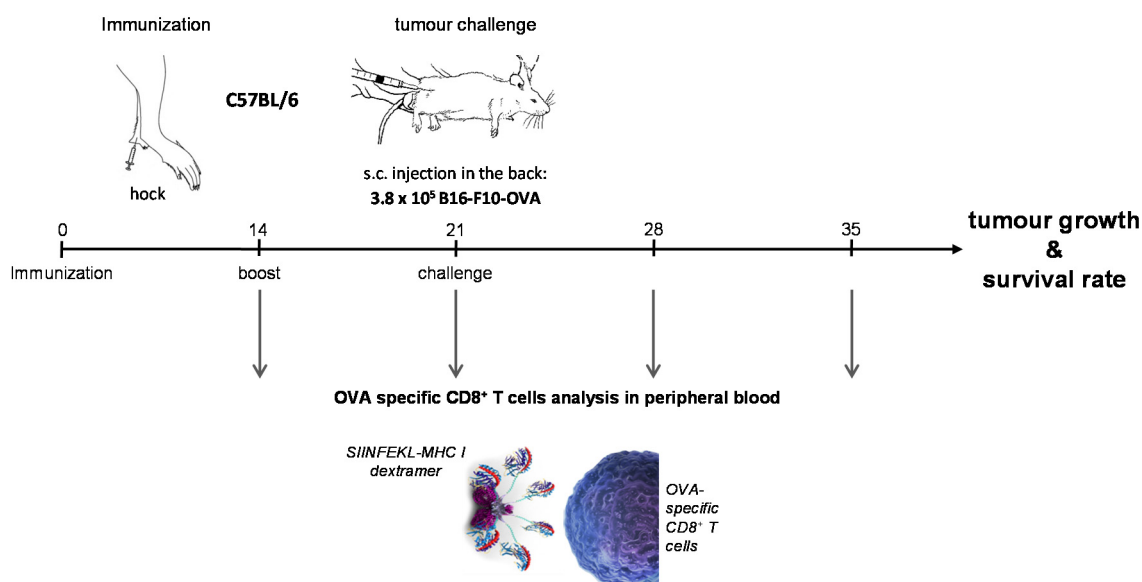 Immunization
tumour challenge
C57BL/6
hock
s.c. injection in the back:
3.8 x 10⁵ B16-F10-OVA
0
14
21
28
35
Immunization
boost
challenge
tumour growth
&
survival rate
OVA specific CD8⁺ T cells analysis in peripheral blood
SIINFEKL-MHC I
dextramer
OVA-
specific
CD8⁺ T
cells